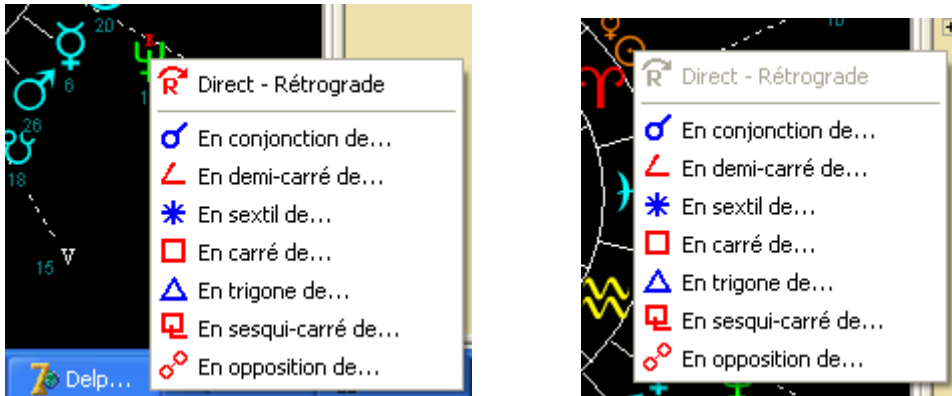 20
R
6
1
26
18
15
V
Direct - Rétrograde
En conjonction de...
En demi-carré de...
En sextil de...
En carré de...
En trigone de...
En sesqui-carré de...
En opposition de...
Delp...
R
Direct - Rétrograde
En conjonction de...
En demi-carré de...
En sextil de...
En carré de...
En trigone de...
En sesqui-carré de...
En opposition de...